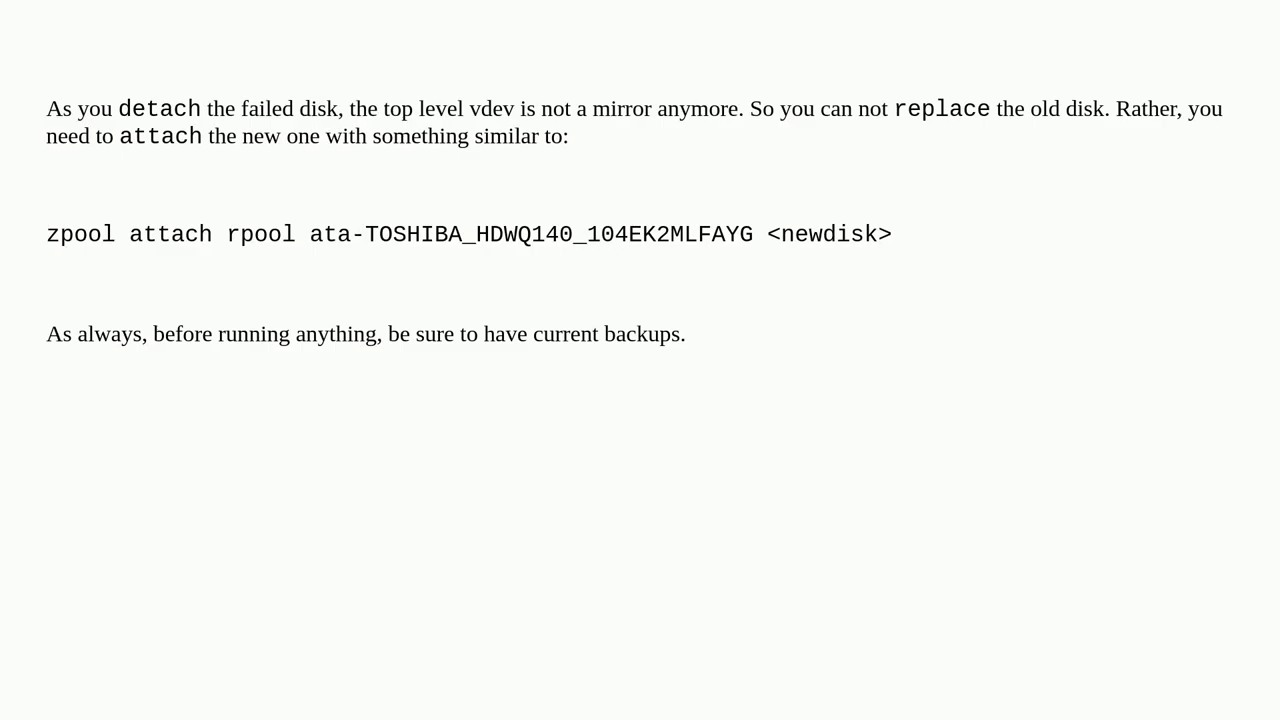 As you detach the failed disk, the top level vdev is not a mirror anymore. So you can not replace the old disk. Rather, you
need to attach the new one with something similar to:
zpool attach rpool ata-TOSHIBA_HDWQ140_104EK2MLFAYG <newdisk>
As always, before running anything, be sure to have current backups.